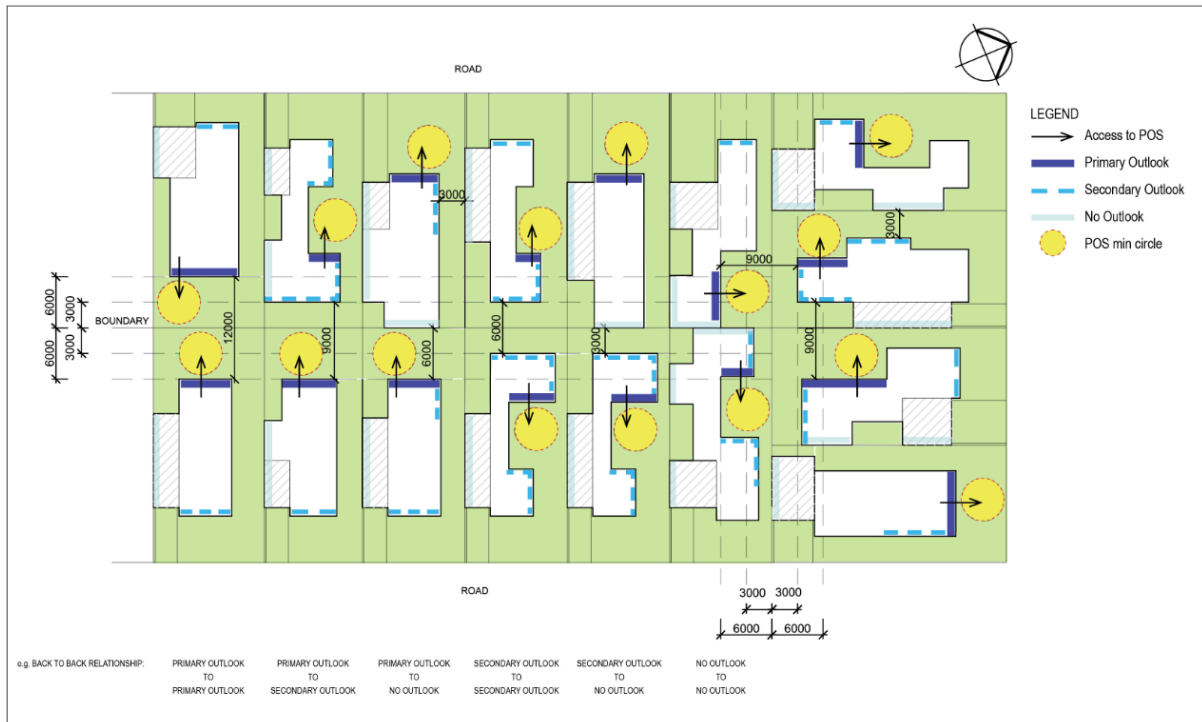 ROAD
LEGEND
Access to POS
Primary Outlook
Secondary Outlook
No Outlook
POS min circle
3000
3000
9000
6000
3000
BOUNDARY
3000
6000
12000
9000
6000
6000
3000
9000
ROAD
3000 3000
6000 6000
e.g. BACK TO BACK RELATIONSHIP:
PRIMARY OUTLOOK
TO
PRIMARY OUTLOOK
PRIMARY OUTLOOK
TO
SECONDARY OUTLOOK
PRIMARY OUTLOOK
TO
NO OUTLOOK
SECONDARY OUTLOOK
TO
SECONDARY OUTLOOK
SECONDARY OUTLOOK
TO
NO OUTLOOK
NO OUTLOOK
TO
NO OUTLOOK